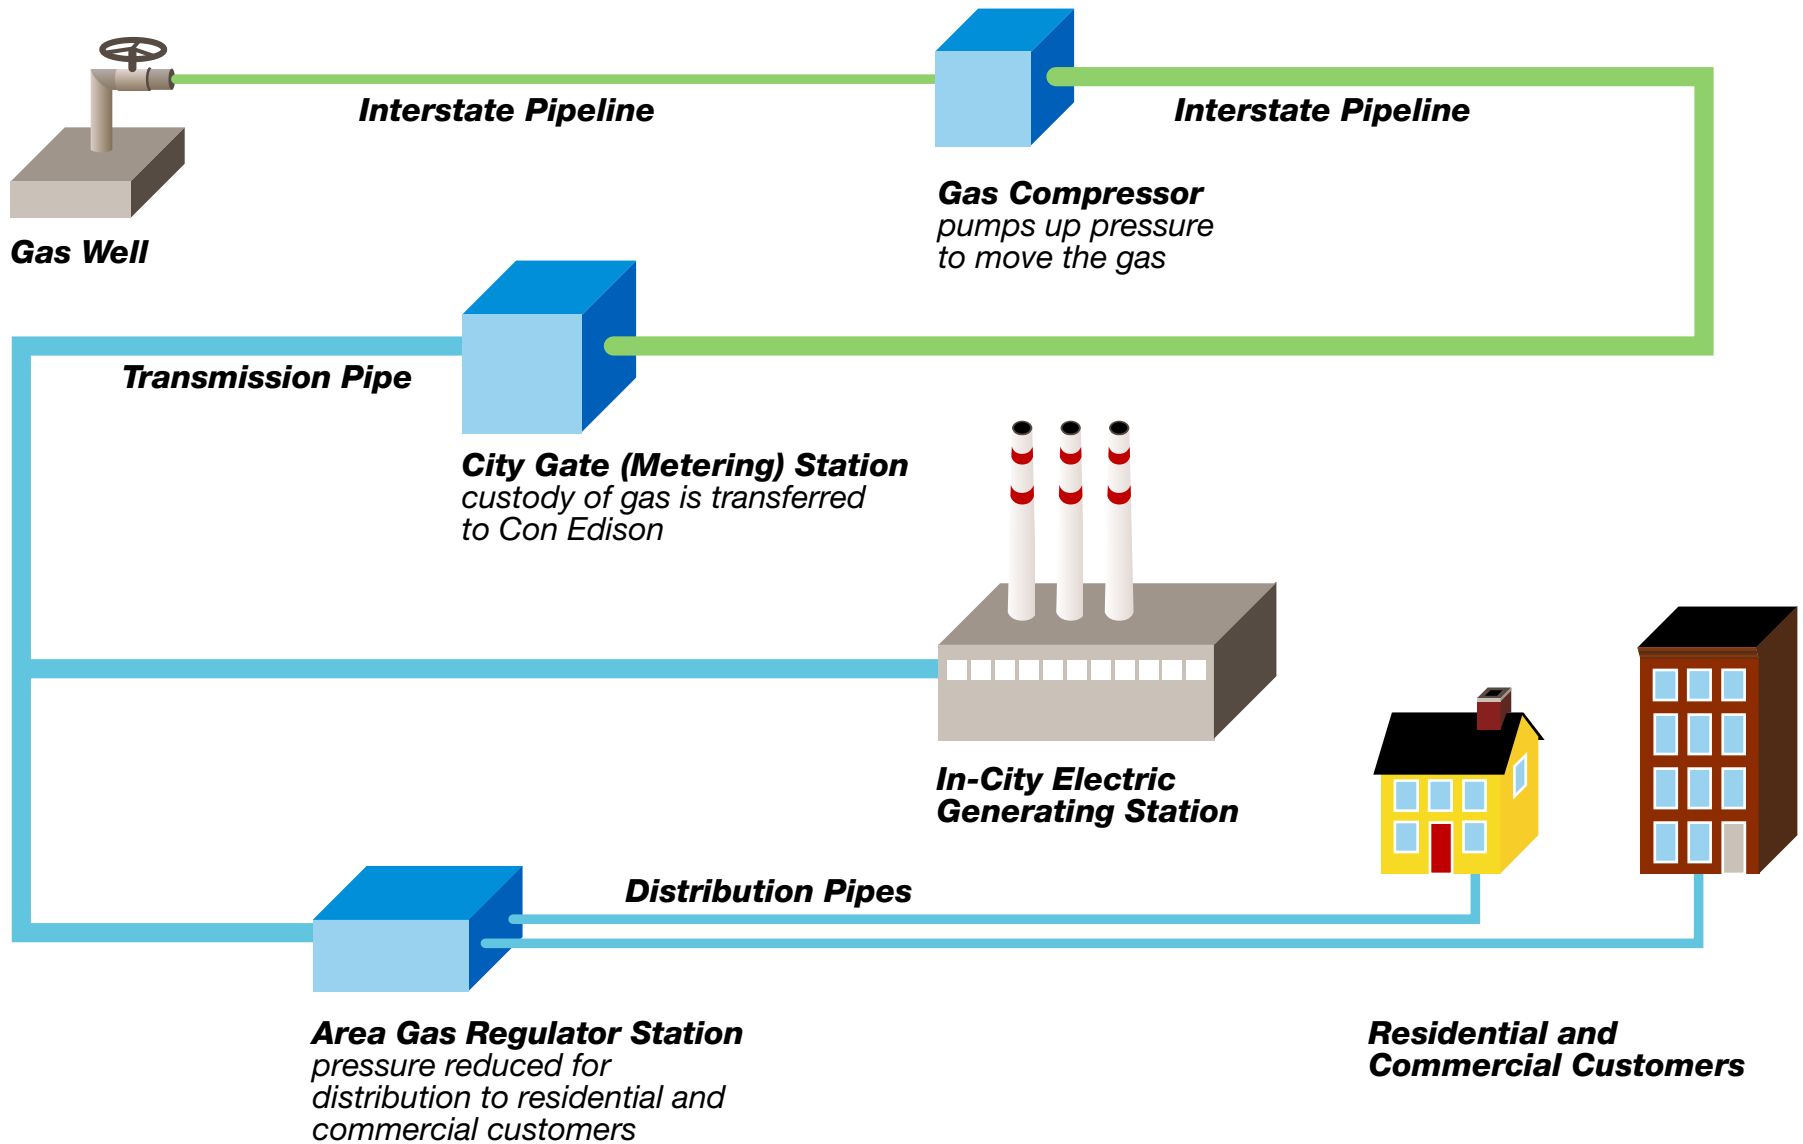 Interstate Pipeline
Interstate Pipeline
Gas Compressor
pumps up pressure
to move the gas
Gas Well
Transmission Pipe
City Gate (Metering) Station
custody of gas is transferred
to Con Edison
In-City Electric
Generating Station
Distribution Pipes
Area Gas Regulator Station
pressure reduced for
distribution to residential and
commercial customers
Residential and
Commercial Customers